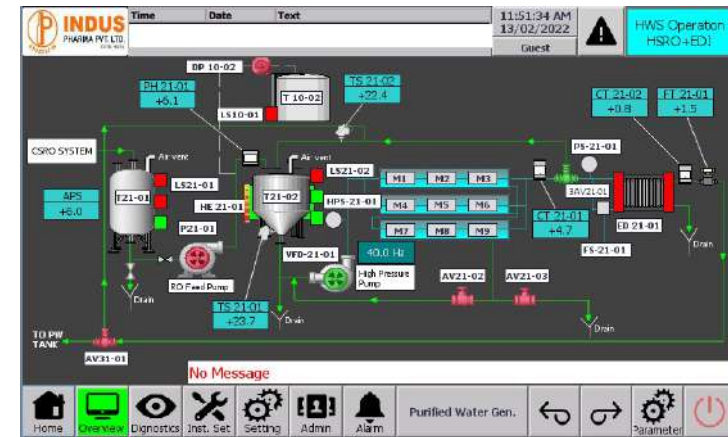 INDUS
PHARMA PVT. LTD.
Time Date Text
11:51:34 AM
13/02/2022
Guest
HWS Operation
HSRO+EDI
DP 10-02
PH 21-01
+6.1
T 10-02
LS10-01
TS 21-02
+22.4
CT 21-02
+0.8
FT 21-01
+1.5
CSRO SYSTEM
Air vent
Air vent
PS-21-01
APS
+6.0
T21-01
LS21-01
HE 21-01
T21-02
LS21-02
HPS-21-01
M1 M2 M3
M4 M5 M6
M7 M8 M9
CT 21-01
+4.7
ED 21-01
FS-21-01
P21-01
RO Feed Pump
VFD-21-01
40.0 Hz
High Pressure
Pump
AV21-02
AV21-03
Drain
Drain
TS 21-01
+23.7
Drain
Drain
TO PW
TANK
AV31-01
No Message
Home
Overview
Dignostics
Inst. Set
Setting
Admin
Alarm
Purified Water Gen.
Parameter